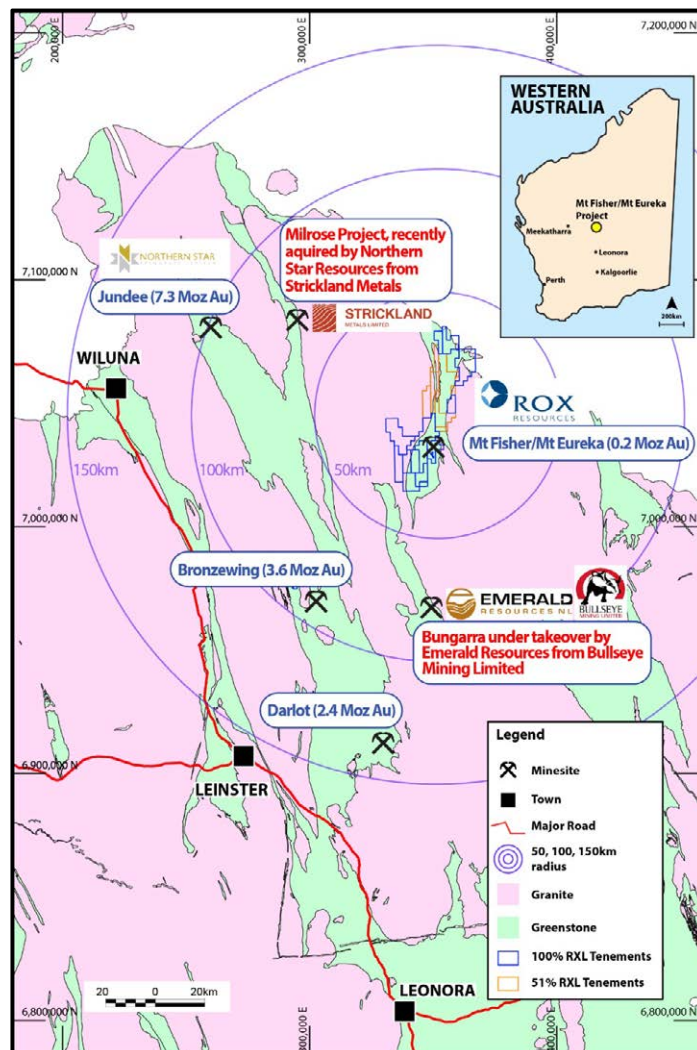 200,000 E
300,000 E
400,000 E
7,200,000 N
WESTERN
AUSTRALIA
Mt Fisher/Mt Eureka
Project
Meekatharra
Leonora
Kalgoorlie
Perth
200km
NORTHERN STAR
Milrose Project, recently
aquired by Northern
Star Resources from
Strickland Metals
7,100,000 N
Jundee (7.3 Moz Au)
STRICKLAND
METALS LIMITED
WILUNA
ROX
RESOURCES
Mt Fisher/Mt Eureka (0.2 Moz Au)
150km
100km
50km
7,000,000 N
7,000,000 N
Bronzewing (3.6 Moz Au)
EMERALD
RESOURCES NL
BULLSEYE
MINING LIMITED
Bungarra under takeover by
Emerald Resources from Bullseye
Mining Limited
Darlot (2.4 Moz Au)
6,900,000 N
LEINSTER
Legend
Minesite
Town
Major Road
50, 100, 150km
radius
Granite
Greenstone
100% RXL Tenements
51% RXL Tenements
20
0
20km
LEONORA
6,800,000 N
6,800,000 N
300,000 E